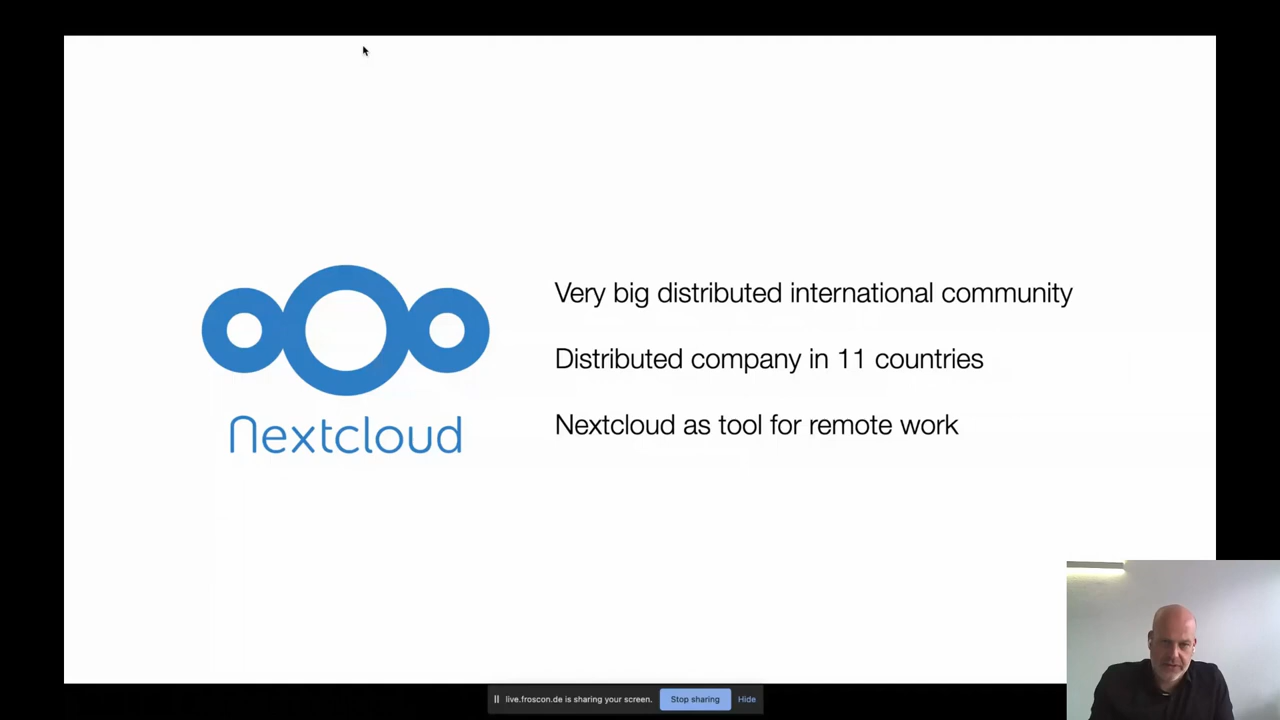 Very big distributed international community
Distributed company in 11 countries
Nextcloud as tool for remote work
Nextcloud
live.froscon.de is sharing your screen. Stop sharing Hide